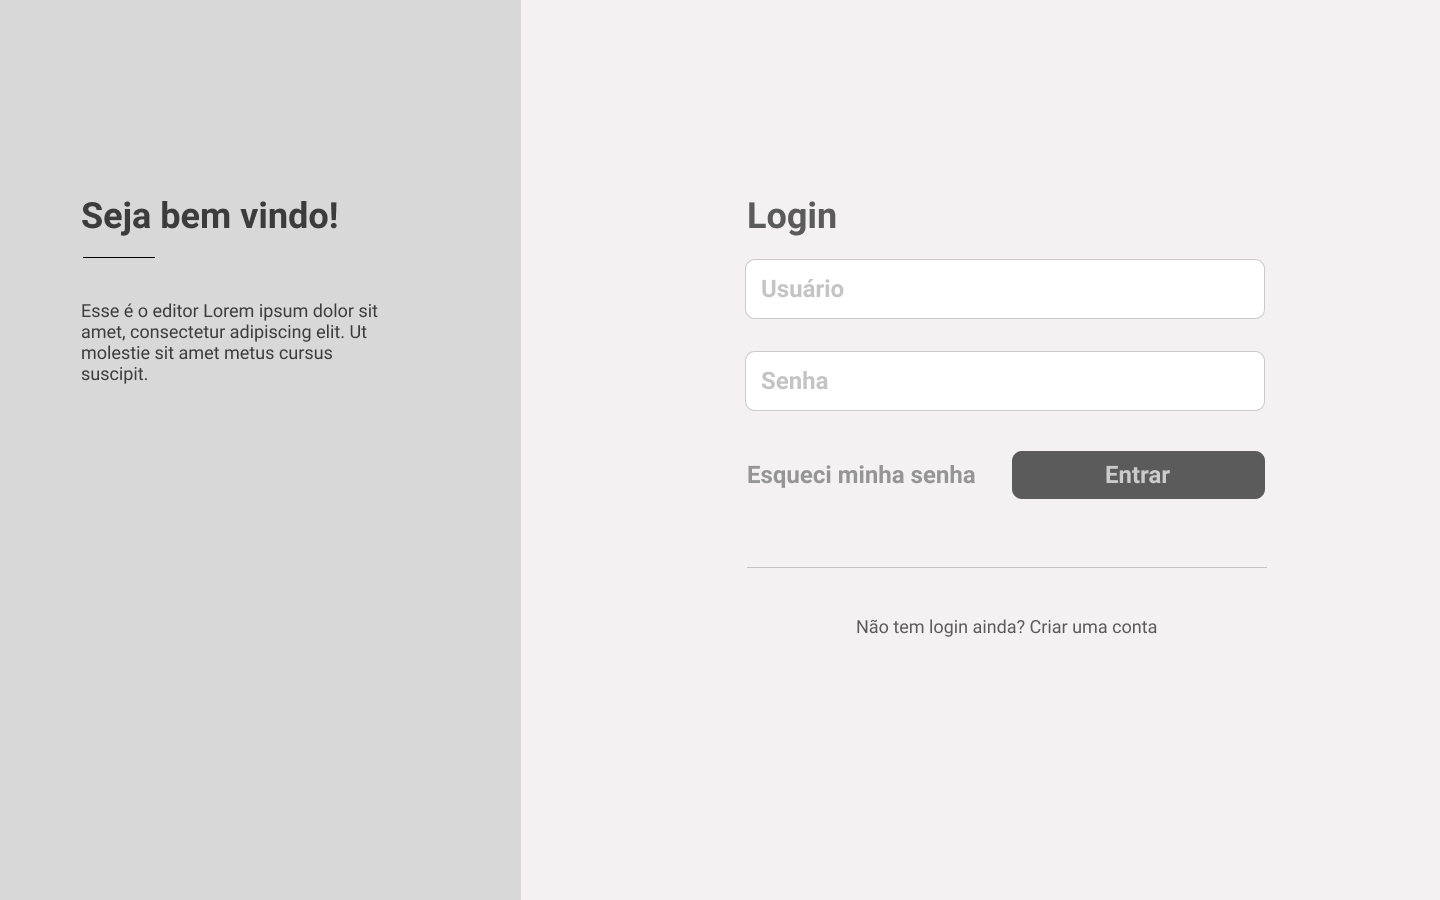 Seja bem vindo!
Esse é o editor Lorem ipsum dolor sit
amet, consectetur adipiscing elit. Ut
molestie sit amet metus cursus
suscipit.
Login
Usuário
Senha
Esqueci minha senha
Entrar
Não tem login ainda? Criar uma conta